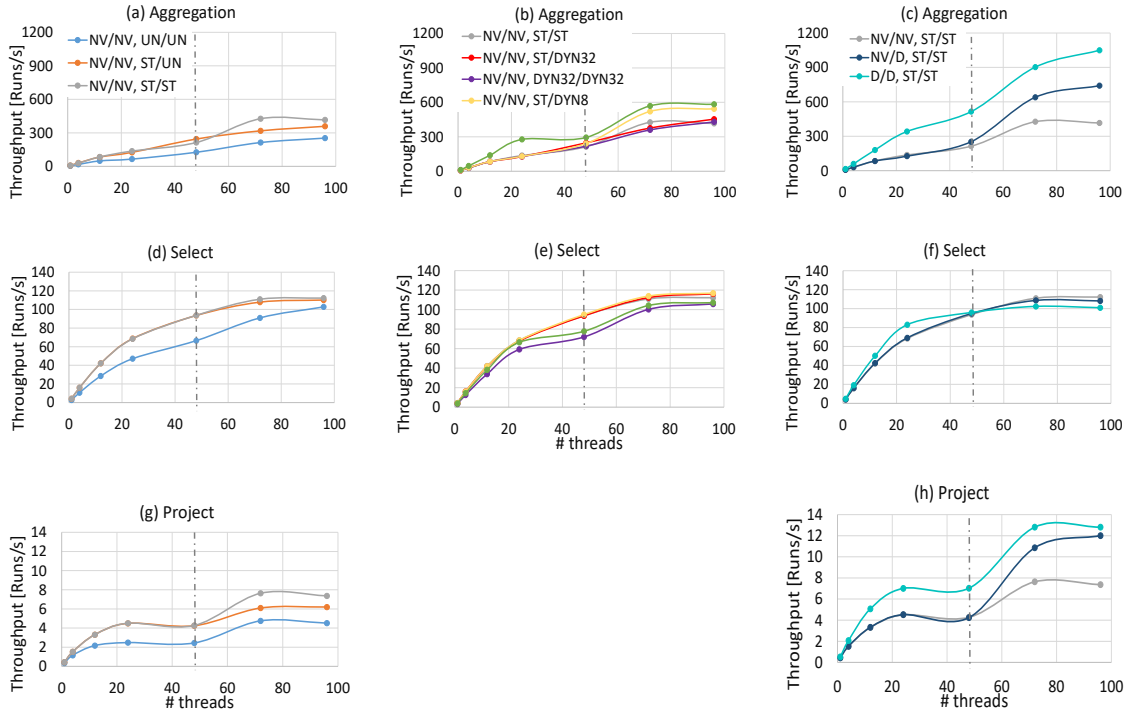 (a) Aggregation
Throughput [Runs/s]
1200
900
600
300
0
NV/NV, UN/UN
NV/NV, ST/UN
NV/NV, ST/ST
0 20 40 60 80 100
(b) Aggregation
Throughput [Runs/s]
1200
900
600
300
0
NV/NV, ST/ST
NV/NV, ST/DYN32
NV/NV, DYN32/DYN32
NV/NV, ST/DYN8
0 20 40 60 80 100
(c) Aggregation
Throughput [Runs/s]
1200
900
600
300
0
NV/NV, ST/ST
NV/D, ST/ST
D/D, ST/ST
0 20 40 60 80 100
(d) Select
Throughput [Runs/s]
140
120
100
80
60
40
20
0
0 20 40 60 80 100
(e) Select
Throughput [Runs/s]
140
120
100
80
60
40
20
0
0 20 40 60 80 100
# threads
(f) Select
Throughput [Runs/s]
140
120
100
80
60
40
20
0
0 20 40 60 80 100
(g) Project
Throughput [Runs/s]
14
12
10
8
6
4
2
0
0 20 40 60 80 100
# threads
(h) Project
Throughput [Runs/s]
14
12
10
8
6
4
2
0
0 20 40 60 80 100
# threads